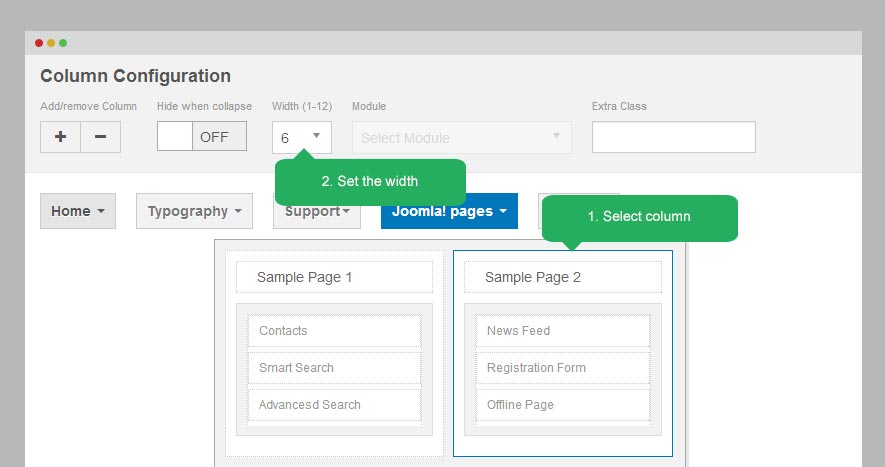 Column Configuration
Add/remove Column Hide when collapse Width (1-12) Module Extra Class
+ − OFF 6 Select Module
2. Set the width
Home Typography Support Joomla! pages
1. Select column
Sample Page 1
Contacts
Smart Search
Advancesd Search
Sample Page 2
News Feed
Registration Form
Offline Page